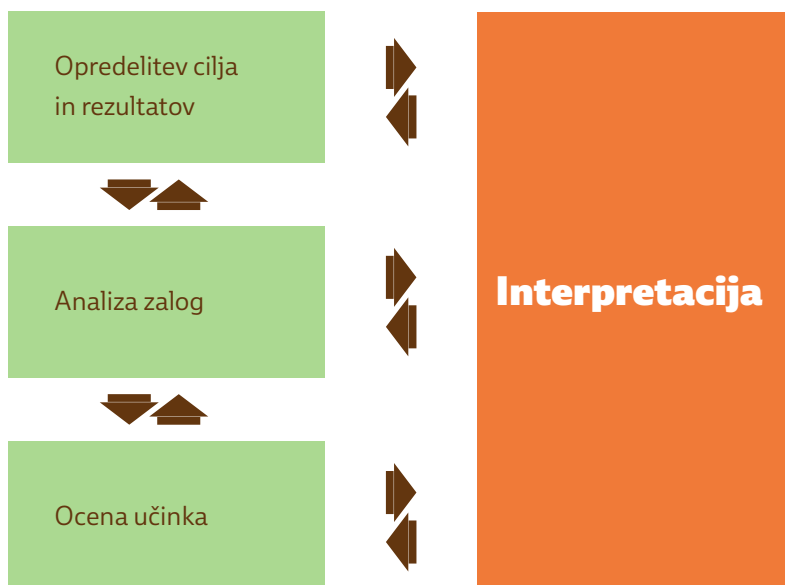 Opredelitev cilja
in rezultatov
Analiza zalog
Interpretacija
Ocena učinka